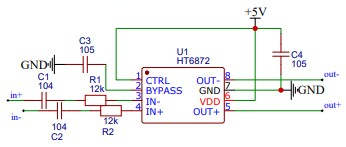 +5V
C3
105
GND
U1
HT6872
C4
105
C1
104
R1
12k
1
CTRL
OUT-
8
out-
2
BYPASS
GND
7
GND
in+
3
IN-
VDD
6
in-
4
IN+
OUT+
5
out+
104
C2
12k
R2